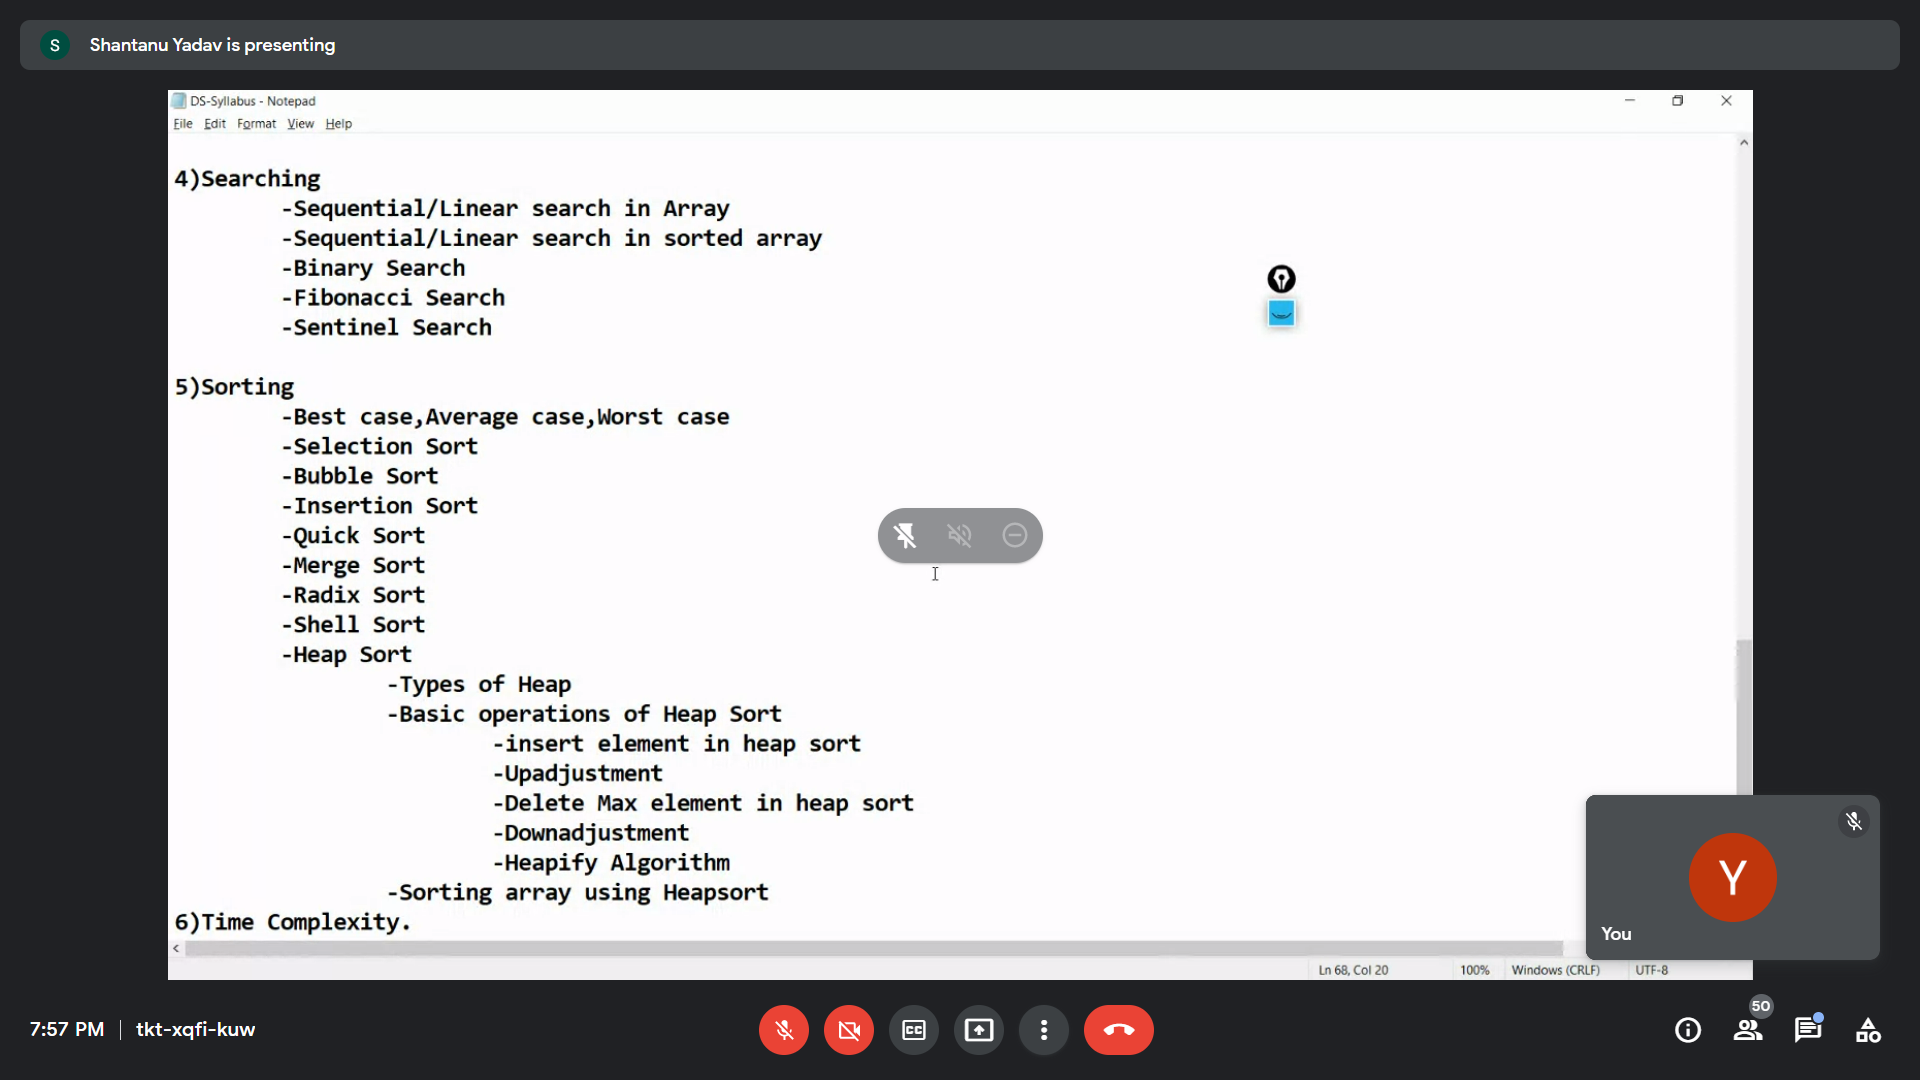 S Shantanu Yadav is presenting
DS-Syllabus - Notepad
File Edit Format View Help
4)Searching
-Sequential/Linear search in Array
-Sequential/Linear search in sorted array
-Binary Search
-Fibonacci Search
-Sentinel Search
5)Sorting
-Best case,Average case,Worst case
-Selection Sort
-Bubble Sort
-Insertion Sort
-Quick Sort
-Merge Sort
-Radix Sort
-Shell Sort
-Heap Sort
-Types of Heap
-Basic operations of Heap Sort
-insert element in heap sort
-Upadjustment
-Delete Max element in heap sort
-Downadjustment
-Heapify Algorithm
-Sorting array using Heapsort
6)Time Complexity.
Y
You
Ln 68, Col 20 100% Windows (CRLF) UTF-8
7:57 PM | tkt-xqfi-kuw
CC
50